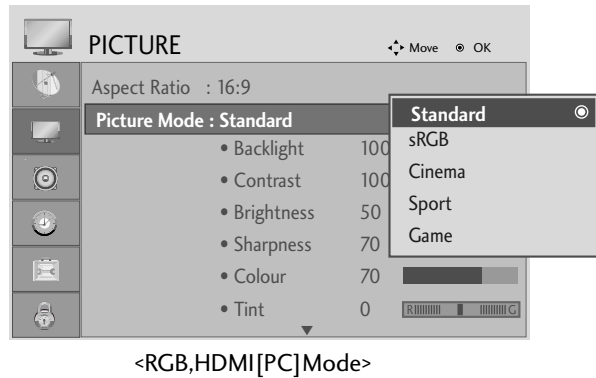 PICTURE Move OK
Aspect Ratio : 16:9
Picture Mode : Standard
• Backlight 100
• Contrast 100
• Brightness 50
• Sharpness 70
• Colour 70
• Tint 0 R G
Standard
sRGB
Cinema
Sport
Game
<RGB,HDMI[PC]Mode>